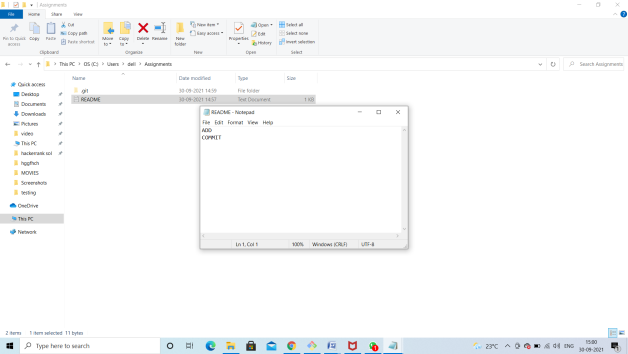 Assignments
File Home Share View
Pin to Quick access Copy Paste Cut Copy path Paste shortcut Move to Copy to Delete Rename New folder New item Easy access Properties Open Edit History Select all Select none Invert selection
Clipboard Organize New Open Select
This PC > OS (C:) > Users > dell > Assignments
Search Assignments
Name Date modified Type Size
Quick access
Desktop
Documents
Downloads
Pictures
video
This PC
hackerrank sol
MOVIES
Screenshots
testing
OneDrive
This PC
Network
.git 30-09-2021 14:59 File folder
README 30-09-2021 14:57 Text Document 1 KB
README - Notepad
File Edit Format View Help
ADD
COMMIT
Ln 1, Col 1 100% Windows (CRLF) UTF-8
2 items 1 item selected 11 bytes
Type here to search
23°C ENG 15:00
30-09-2021